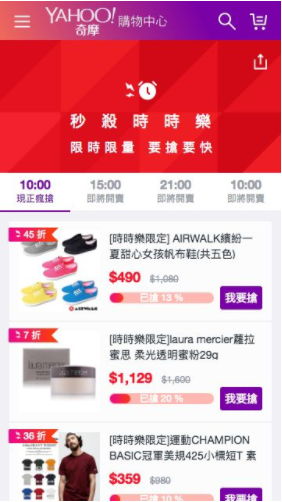 YAHOO! 奇摩 購物中心
秒殺時時樂
限時限量 要搶要快
10:00 15:00 21:00 10:00
現正瘋搶 即將開賣 即將開賣 即將開賣
45 折
[時時樂限定] AIRWALK繽紛一
夏甜心女孩帆布鞋(共五色)
$490 $1,080
已搶 13 %
我要搶
AIRWALK
7 折
[時時樂限定]laura mercier蘿拉
蜜思 柔光透明蜜粉29g
$1,129 $1,600
已搶 20 %
我要搶
laura mercier
36 折
[時時樂限定]運動CHAMPION
BASIC冠軍美規425小標短T 素
$359 $980
已搶 10 %
我要搶